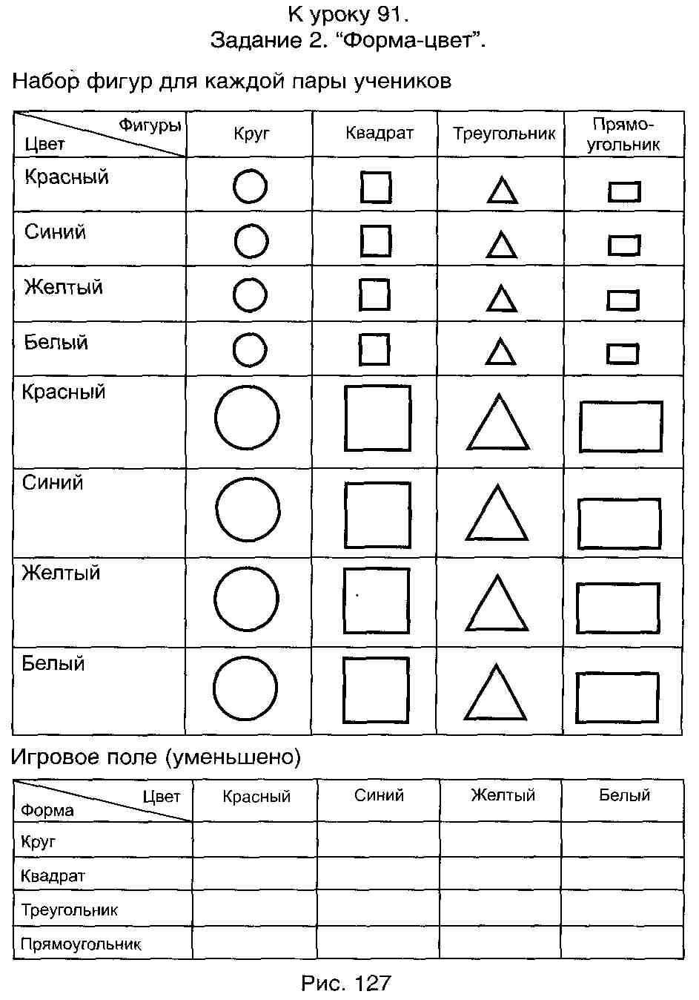 К уроку 91.
Задание 2. “Форма-цвет”.
Набор фигур для каждой пары учеников
Фигуры
Цвет
Круг
Квадрат
Треугольник
Прямо-
угольник
Красный
Синий
Желтый
Белый
Красный
Синий
Желтый
Белый
Игровое поле (уменьшено)
Цвет
Форма
Красный
Синий
Желтый
Белый
Круг
Квадрат
Треугольник
Прямоугольник
Рис. 127